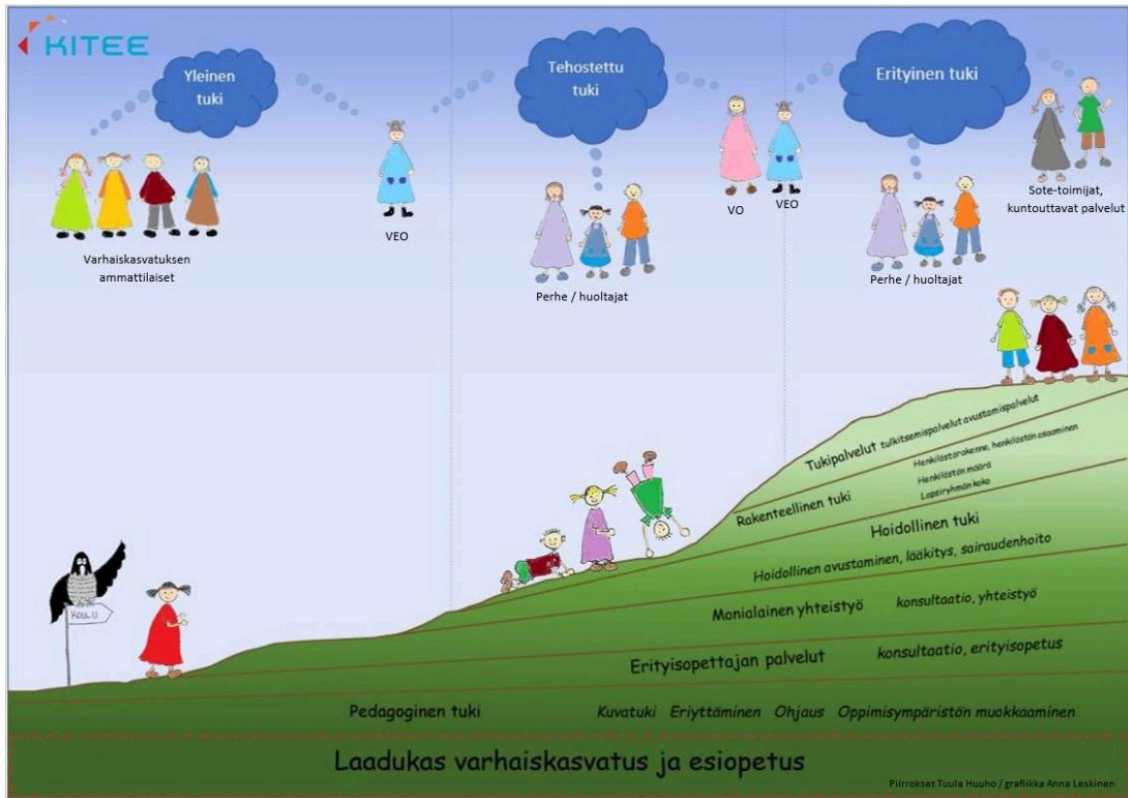 KITEE
Yleinen
tuki
Tehostettu
tuki
Erityinen tuki
VEO
VO
VEO
Sote-toimijat,
kuntouttavat palvelut
Varhaiskasvatuksen
ammattilaiset
Perhe / huoltajat
Perhe / huoltajat
Tukipalvelut tulkitsemispalvelut avustamispalvelut
Rakenteellinen tuki
Henkilöstörakenne, henkilöstön osaaminen
Henkilöstön määrä
Lapsiryhmän koko
Hoidollinen tuki
Hoidollinen avustaminen, lääkitys, sairaudenhoito
Monialainen yhteistyö konsultaatio, yhteistyö
KOULU
Erityisopettajan palvelut konsultaatio, erityisopetus
Pedagoginen tuki Kuvatuki Eriyttäminen Ohjaus Oppimisympäristön muokkaaminen
Laadukas varhaiskasvatus ja esiopetus
Piirrokset Tuula Huuho / grafiikka Anna Leskinen